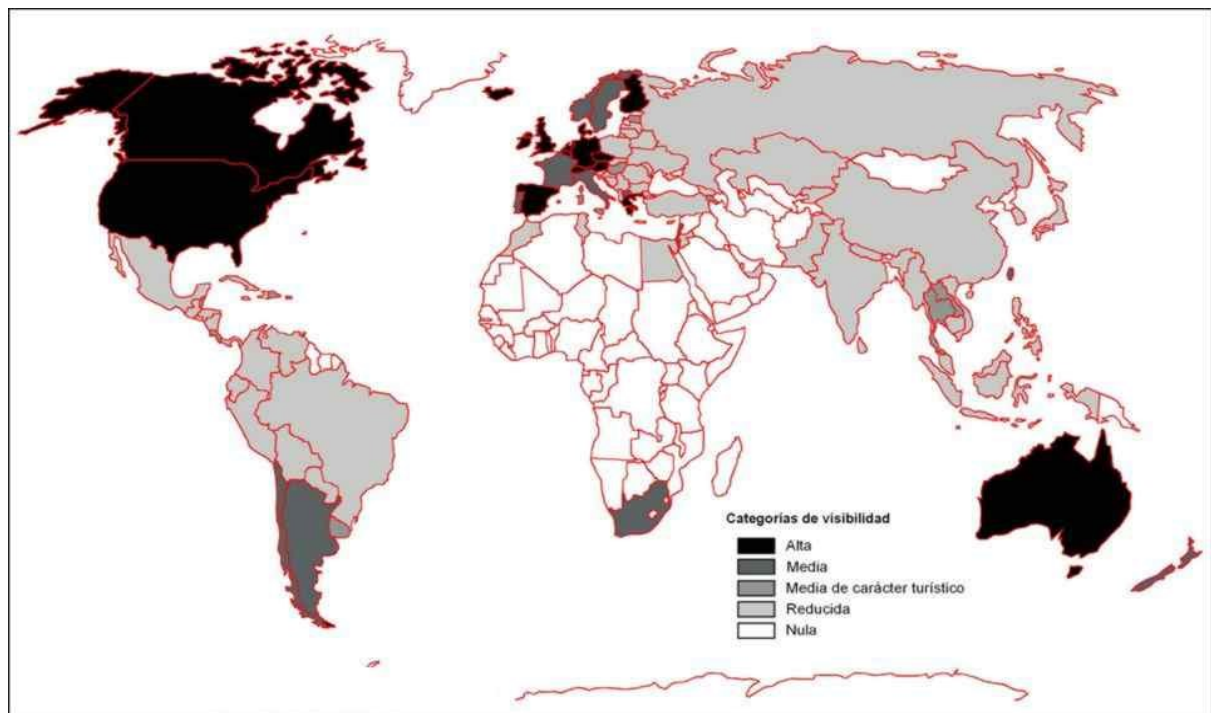 Categorías de visibilidad
Alta
Media
Media de carácter turístico
Reducida
Nula